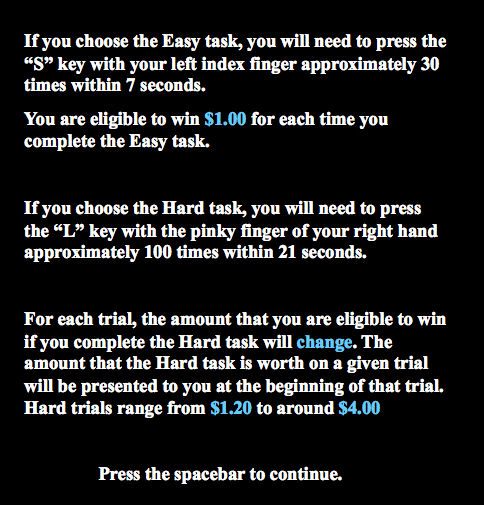 If you choose the Easy task, you will need to press the
“S” key with your left index finger approximately 30
times within 7 seconds.
You are eligible to win $1.00 for each time you
complete the Easy task.
If you choose the Hard task, you will need to press
the “L” key with the pinky finger of your right hand
approximately 100 times within 21 seconds.
For each trial, the amount that you are eligible to win
if you complete the Hard task will change. The
amount that the Hard task is worth on a given trial
will be presented to you at the beginning of that trial.
Hard trials range from $1.20 to around $4.00
Press the spacebar to continue.